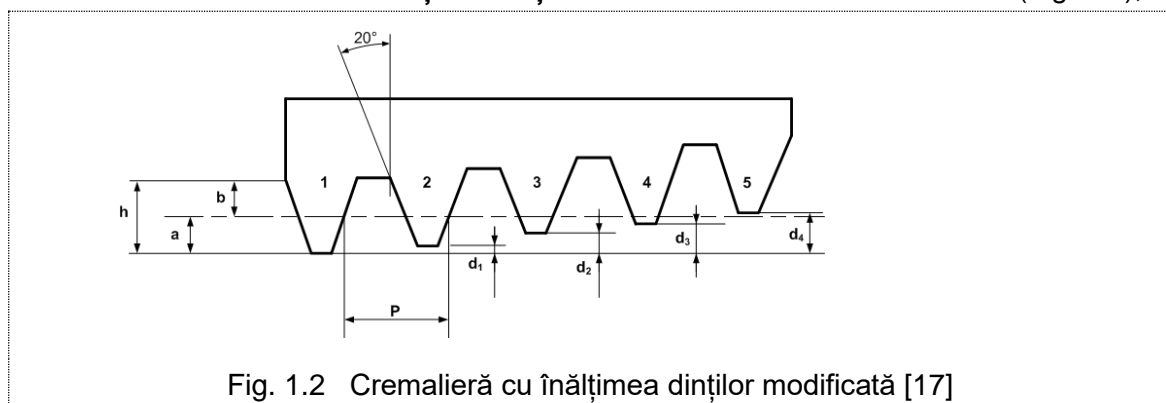 20°
1 2 3 4 5
h b
a d₁ d₂ d₃ d₄
P
Fig. 1.2 Cremalieră cu înălțimea dinților modificată [17]